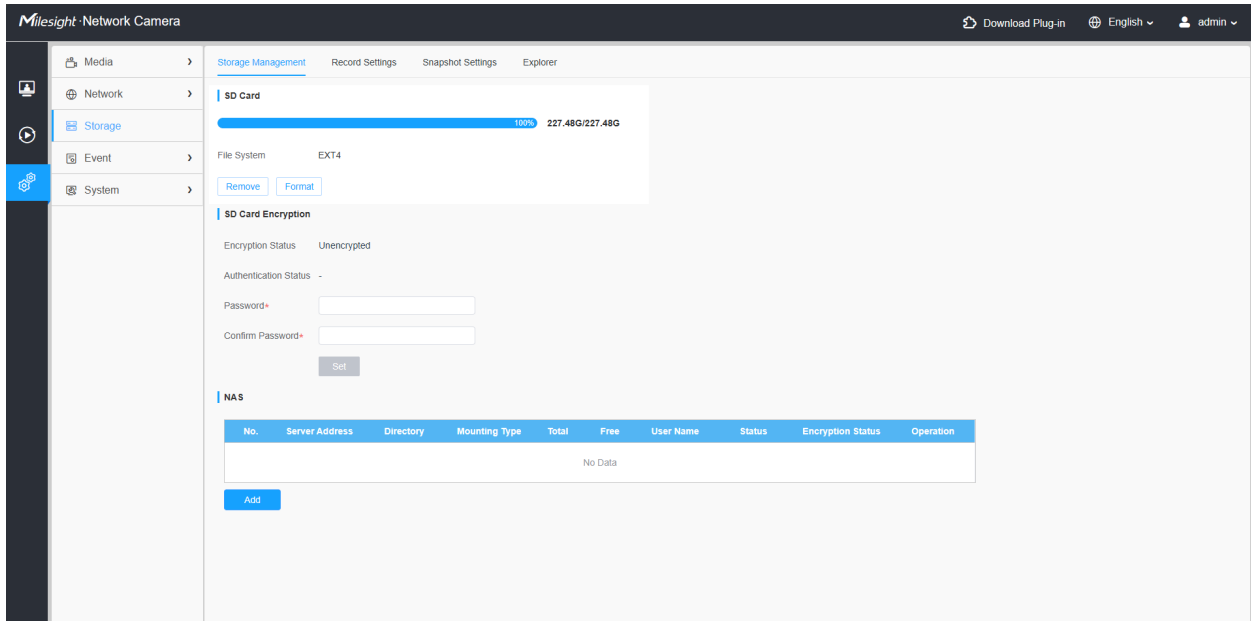 Milesight · Network Camera Download Plug-in English admin
Media
Network
Storage
Event
System
Storage Management Record Settings Snapshot Settings Explorer
SD Card
100% 227.48G/227.48G
File System EXT4
Remove Format
SD Card Encryption
Encryption Status Unencrypted
Authentication Status -
Password*
Confirm Password*
Set
NAS
No. Server Address Directory Mounting Type Total Free User Name Status Encryption Status Operation
No Data
Add